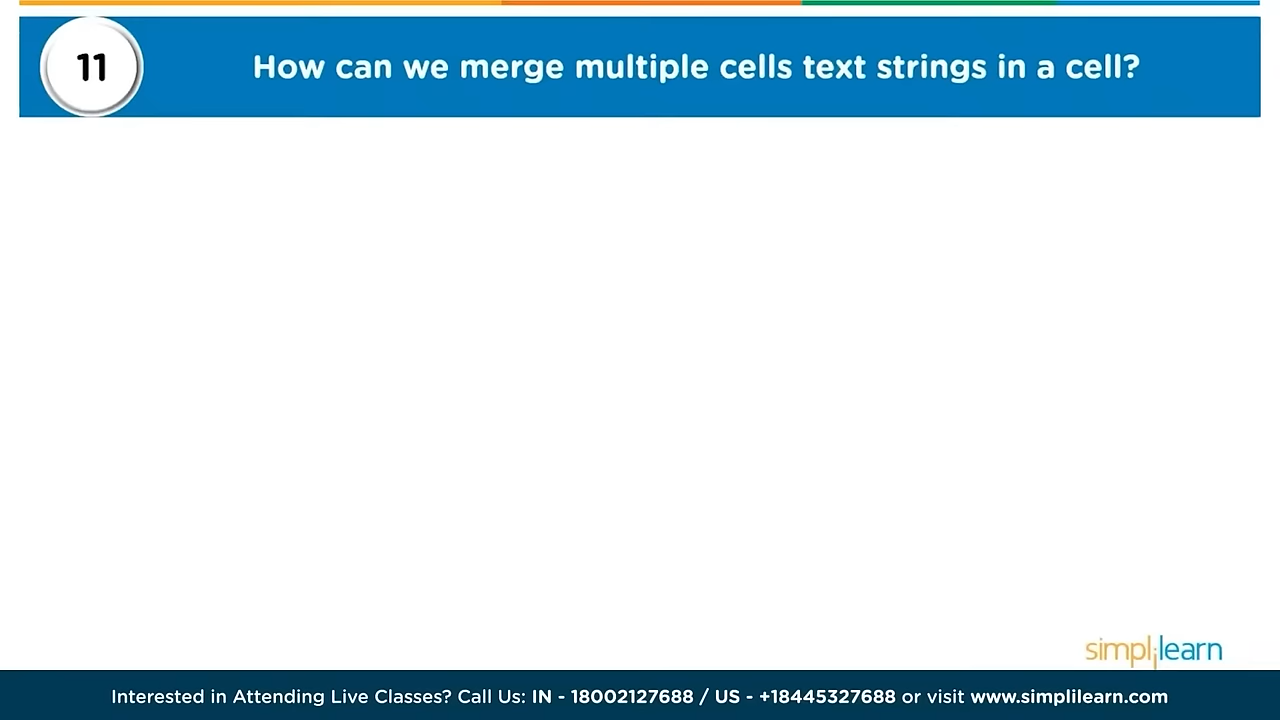 11
How can we merge multiple cells text strings in a cell?
simplilearn
Interested in Attending Live Classes? Call Us: IN - 18002127688 / US - +18445327688 or visit www.simplilearn.com